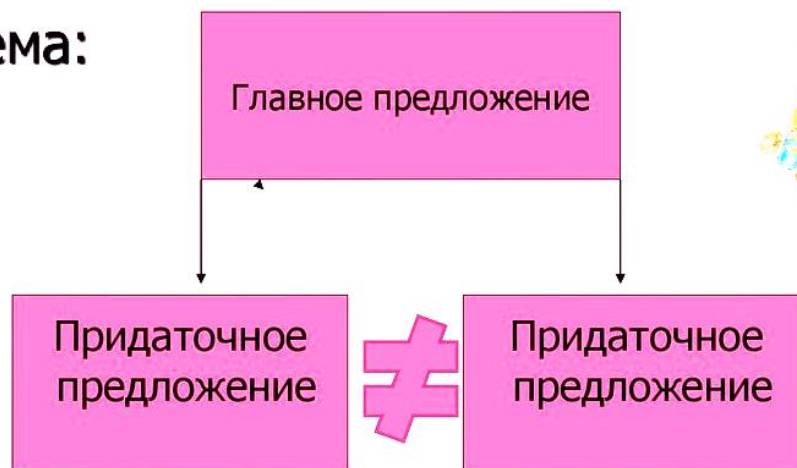 ема:
Главное предложение
Придаточное
предложение
≠
Придаточное
предложение